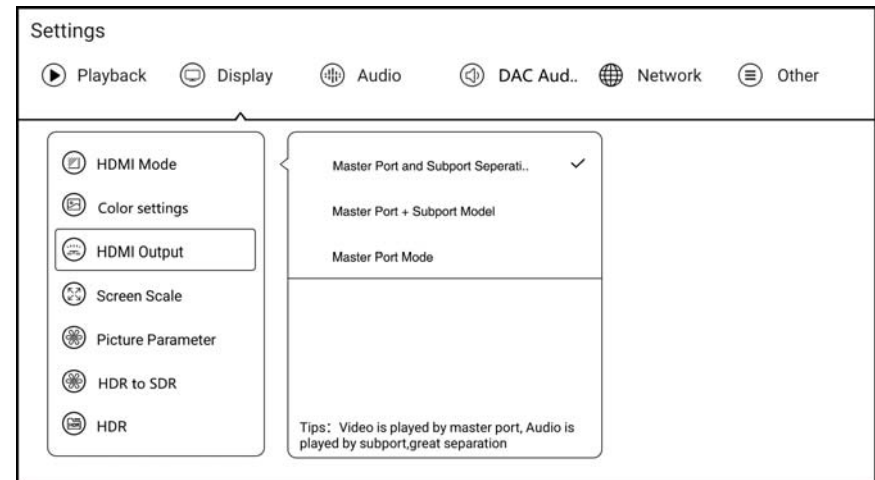 Settings
Playback Display Audio DAC Aud.. Network Other
HDMI Mode
Color settings
HDMI Output
Screen Scale
Picture Parameter
HDR to SDR
HDR
Master Port and Subport Seperati..
Master Port + Subport Model
Master Port Mode
Tips: Video is played by master port, Audio is
played by subport,great separation